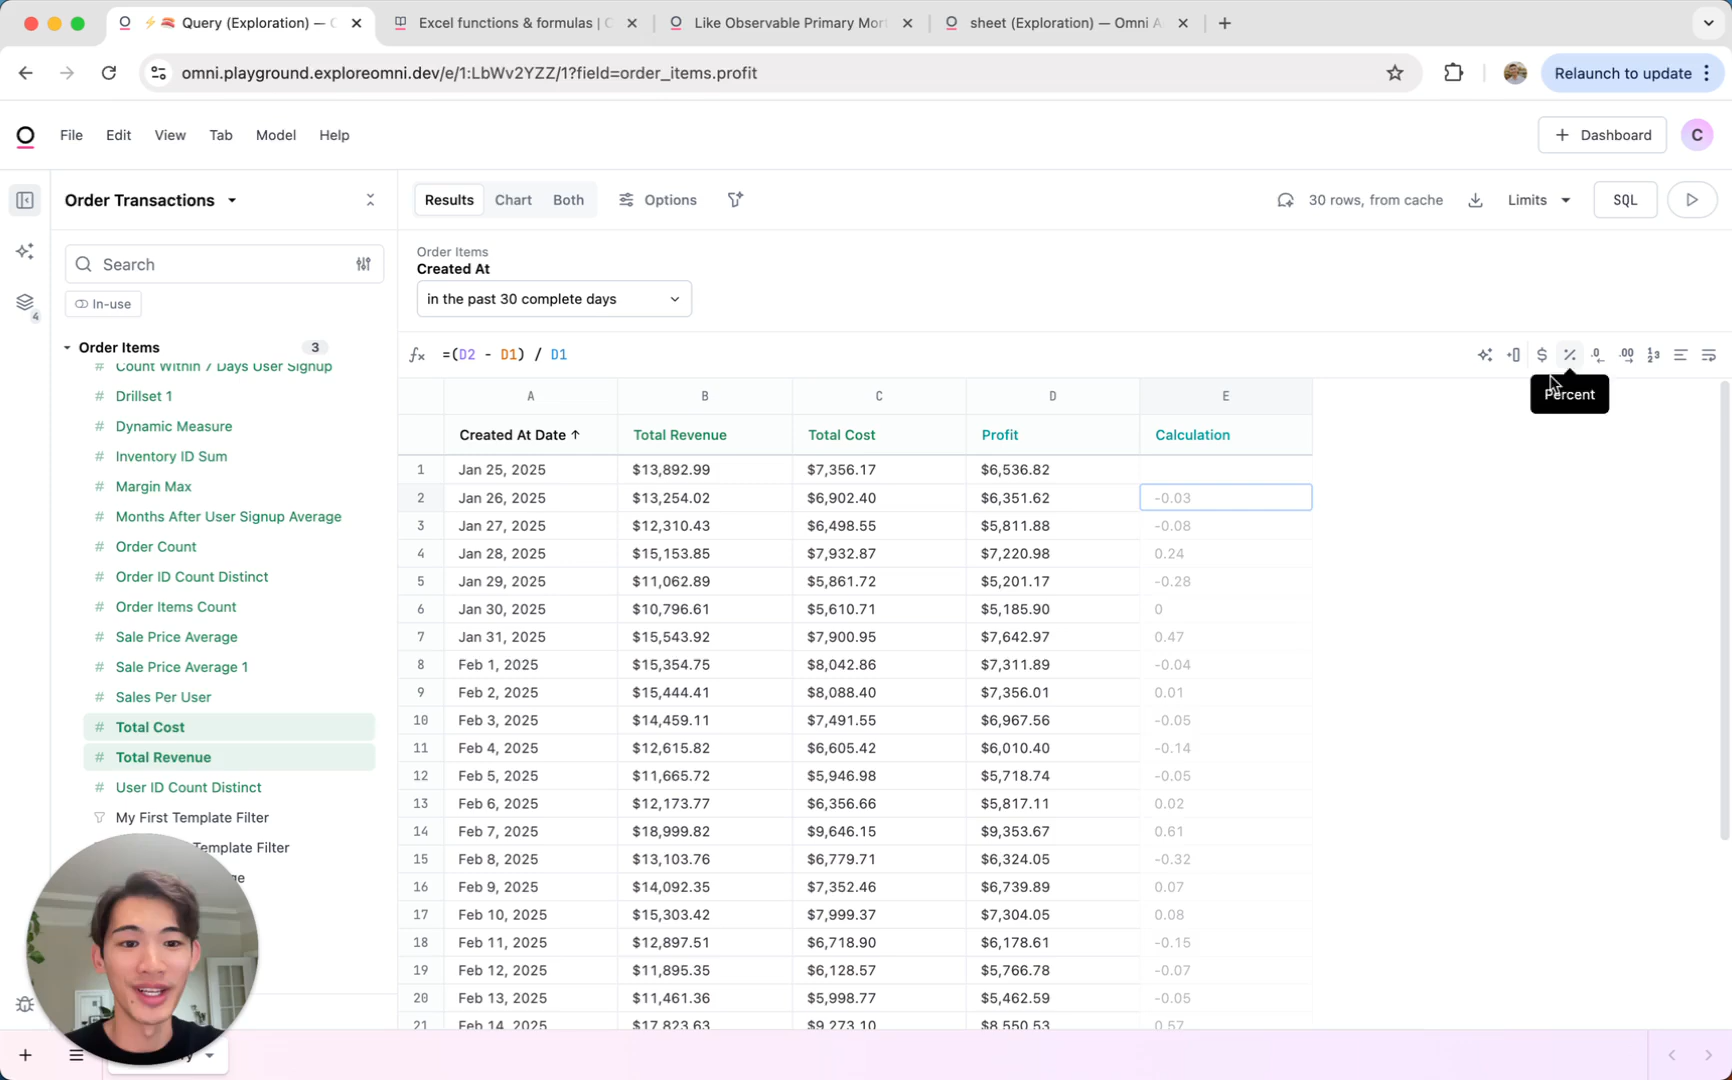 ⚡ Query (Exploration) —
Excel functions & formulas |
Like Observable Primary Mor
sheet (Exploration) — Omni
omni.playground.exploreomni.dev/e/1:LbWv2YZZ/1?field=order_items.profit
Relaunch to update
File Edit View Tab Model Help
+ Dashboard
C
Order Transactions
Results Chart Both Options
30 rows, from cache
Limits
SQL
Search
In-use
4
Order Items
Created At
in the past 30 complete days
Order Items 3
# Count Within 7 Days User Signup
# Drillset 1
# Dynamic Measure
# Inventory ID Sum
# Margin Max
# Months After User Signup Average
# Order Count
# Order ID Count Distinct
# Order Items Count
# Sale Price Average
# Sale Price Average 1
# Sales Per User
# Total Cost
# Total Revenue
# User ID Count Distinct
My First Template Filter
Template Filter
ge
fx =(D2 - D1) / D1
Percent
A B C D E
Created At Date ↑ Total Revenue Total Cost Profit Calculation
1 Jan 25, 2025 $13,892.99 $7,356.17 $6,536.82
2 Jan 26, 2025 $13,254.02 $6,902.40 $6,351.62 -0.03
3 Jan 27, 2025 $12,310.43 $6,498.55 $5,811.88 -0.08
4 Jan 28, 2025 $15,153.85 $7,932.87 $7,220.98 0.24
5 Jan 29, 2025 $11,062.89 $5,861.72 $5,201.17 -0.28
6 Jan 30, 2025 $10,796.61 $5,610.71 $5,185.90 0
7 Jan 31, 2025 $15,543.92 $7,900.95 $7,642.97 0.47
8 Feb 1, 2025 $15,354.75 $8,042.86 $7,311.89 -0.04
9 Feb 2, 2025 $15,444.41 $8,088.40 $7,356.01 0.01
10 Feb 3, 2025 $14,459.11 $7,491.55 $6,967.56 -0.05
11 Feb 4, 2025 $12,615.82 $6,605.42 $6,010.40 -0.14
12 Feb 5, 2025 $11,665.72 $5,946.98 $5,718.74 -0.05
13 Feb 6, 2025 $12,173.77 $6,356.66 $5,817.11 0.02
14 Feb 7, 2025 $18,999.82 $9,646.15 $9,353.67 0.61
15 Feb 8, 2025 $13,103.76 $6,779.71 $6,324.05 -0.32
16 Feb 9, 2025 $14,092.35 $7,352.46 $6,739.89 0.07
17 Feb 10, 2025 $15,303.42 $7,999.37 $7,304.05 0.08
18 Feb 11, 2025 $12,897.51 $6,718.90 $6,178.61 -0.15
19 Feb 12, 2025 $11,895.35 $6,128.57 $5,766.78 -0.07
20 Feb 13, 2025 $11,461.36 $5,998.77 $5,462.59 -0.05
21 Feb 14, 2025 $17,823.63 $9,273.10 $8,550.53 0.57